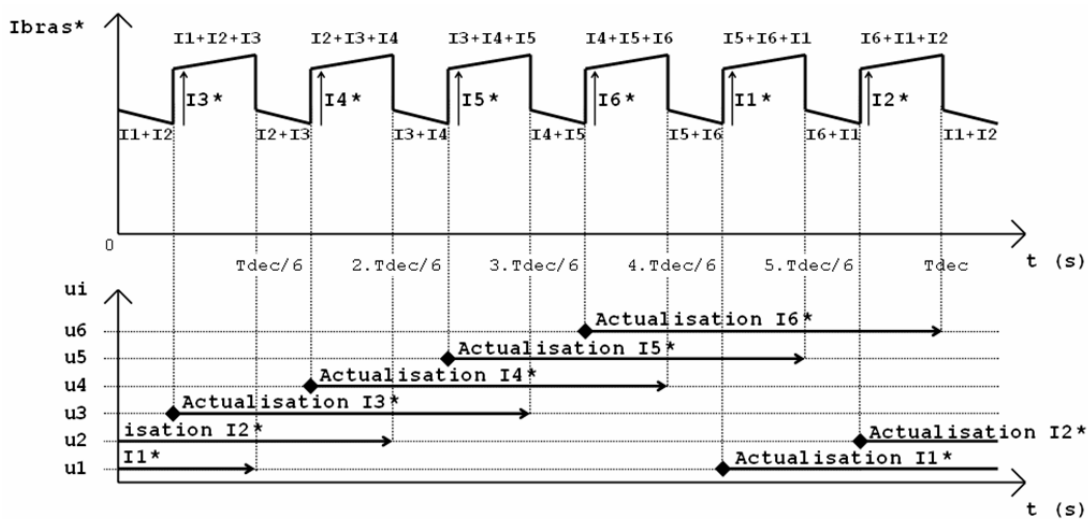 Ibras*
I1+I2+I3 I2+I3+I4 I3+I4+I5 I4+I5+I6 I5+I6+I1 I6+I1+I2
I3* I4* I5* I6* I1* I2*
I1+I2 I2+I3 I3+I4 I4+I5 I5+I6 I6+I1 I1+I2
0
Tdec/6 2.Tdec/6 3.Tdec/6 4.Tdec/6 5.Tdec/6 Tdec t (s)
ui
u6 Actualisation I6*
u5 Actualisation I5*
u4 Actualisation I4*
u3 Actualisation I3*
u2 isation I2* Actualisation I2*
u1 I1* Actualisation I1*
t (s)